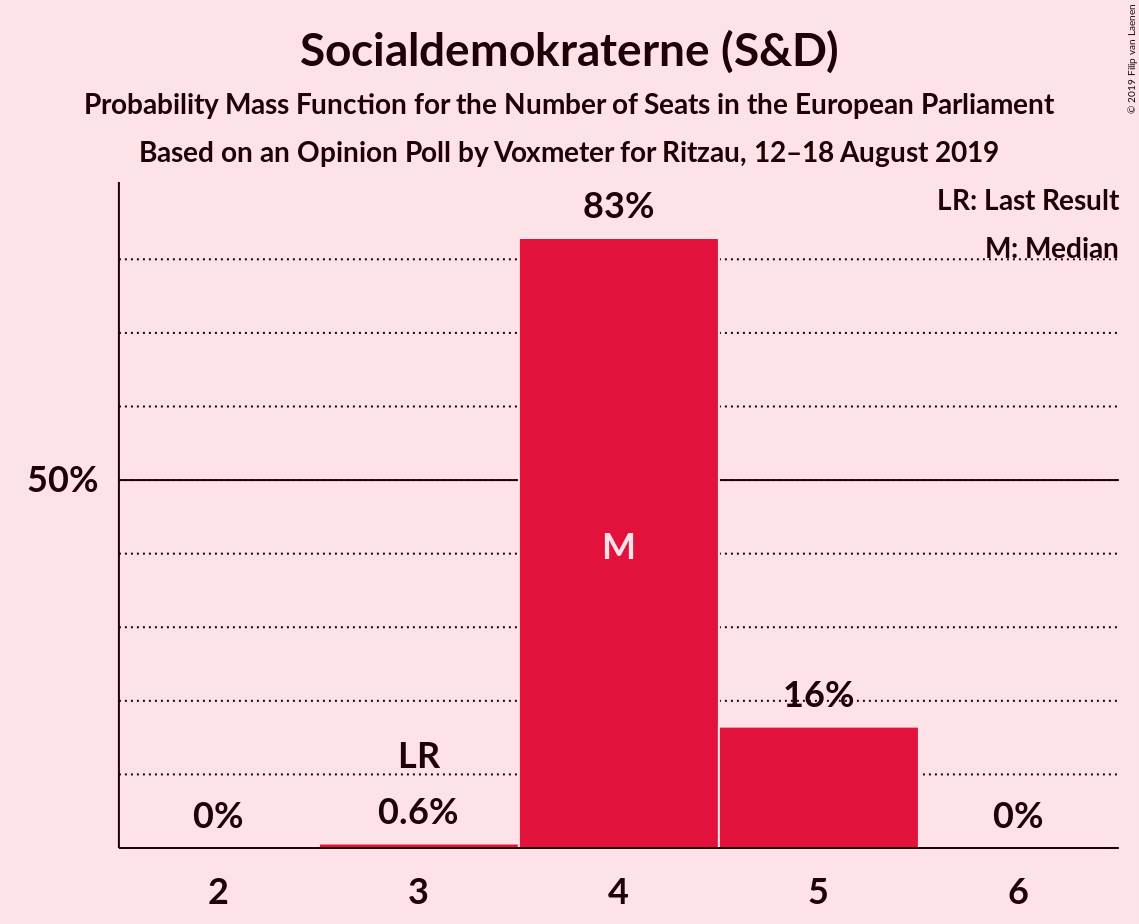 Socialdemokraterne (S&D)
Probability Mass Function for the Number of Seats in the European Parliament
Based on an Opinion Poll by Voxmeter for Ritzau, 12–18 August 2019
© 2019 Filip van Laenen
LR: Last Result
M: Median
83%
50%
M
16%
LR
0%
0.6%
0%
2
3
4
5
6